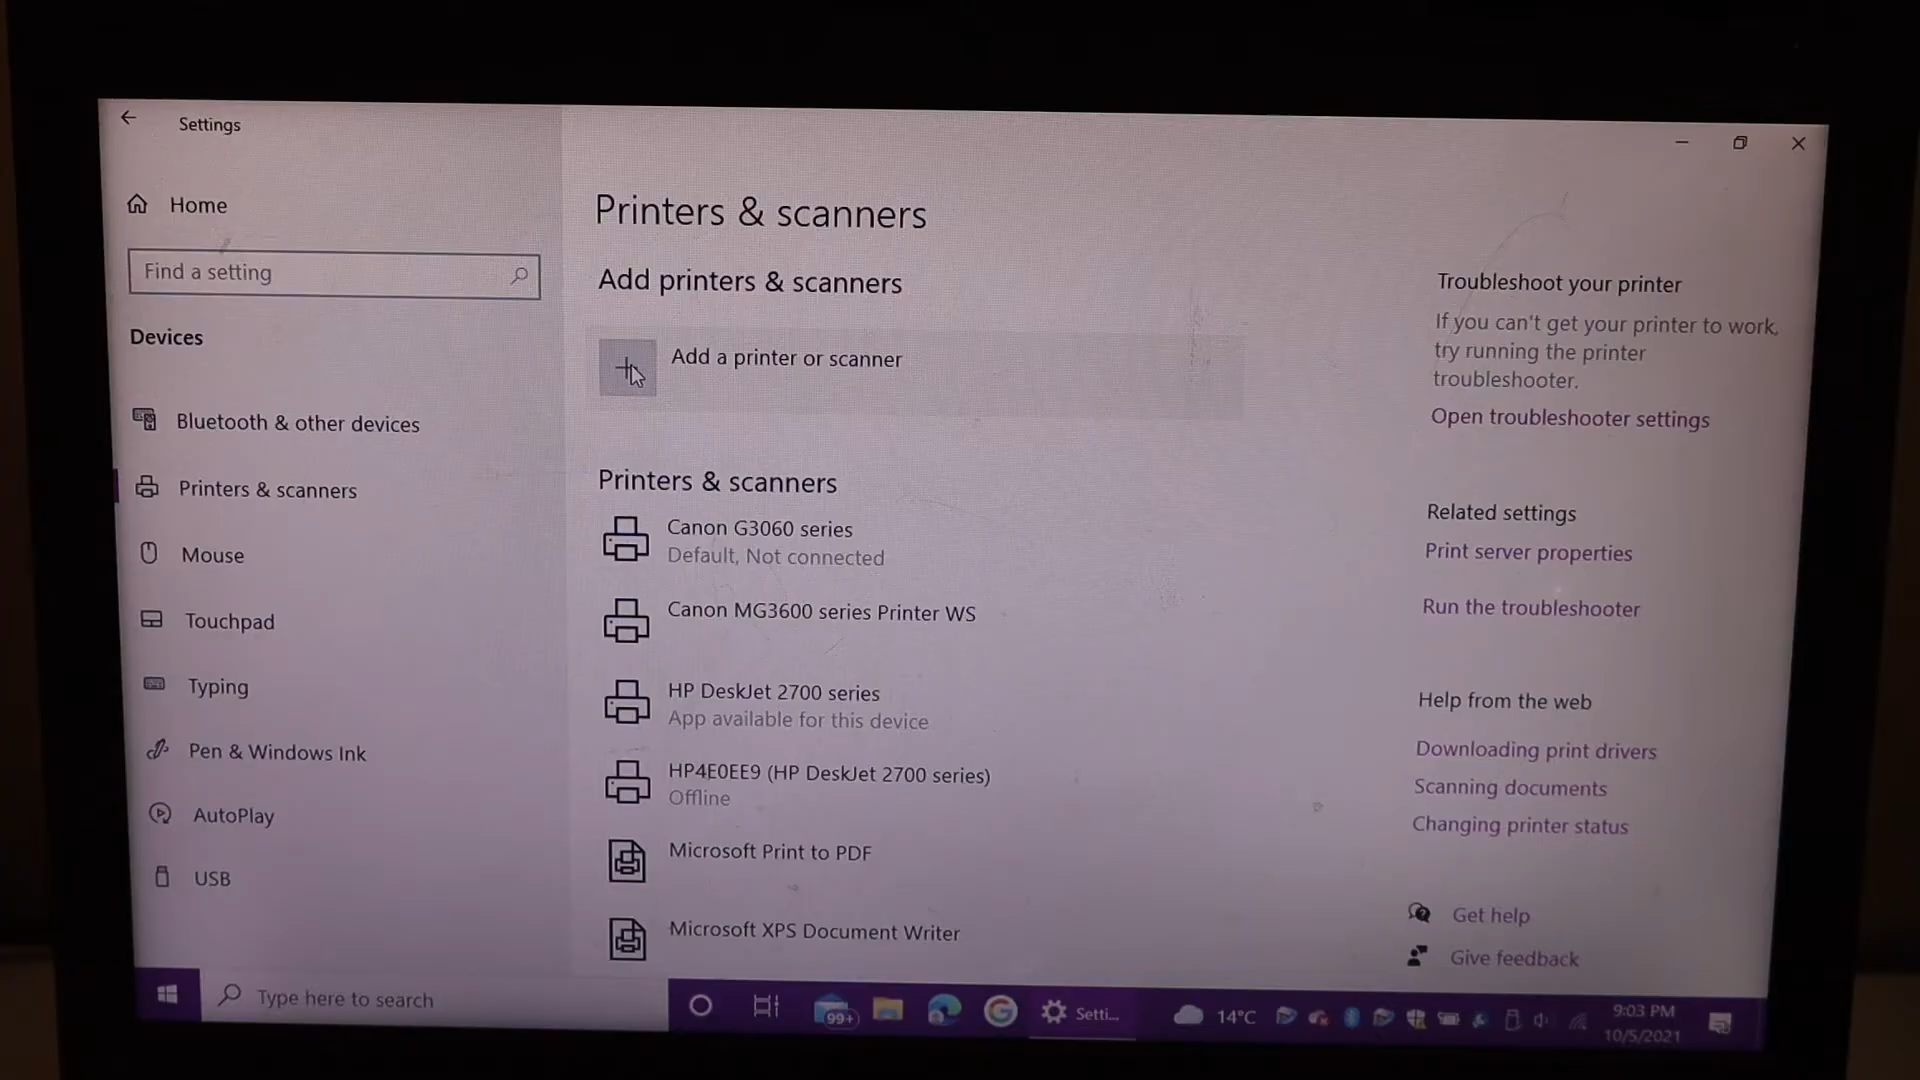 Settings
Home
Find a setting
Devices
Bluetooth & other devices
Printers & scanners
Mouse
Touchpad
Typing
Pen & Windows Ink
AutoPlay
USB
Printers & scanners
Add printers & scanners
Add a printer or scanner
Printers & scanners
Canon G3060 series
Default, Not connected
Canon MG3600 series Printer WS
HP DeskJet 2700 series
App available for this device
HP4E0EE9 (HP DeskJet 2700 series)
Offline
Microsoft Print to PDF
Microsoft XPS Document Writer
Troubleshoot your printer
If you can't get your printer to work,
try running the printer
troubleshooter.
Open troubleshooter settings
Related settings
Print server properties
Run the troubleshooter
Help from the web
Downloading print drivers
Scanning documents
Changing printer status
Get help
Give feedback
Type here to search
99+
Setti...
14°C
9:03 PM
10/5/2021